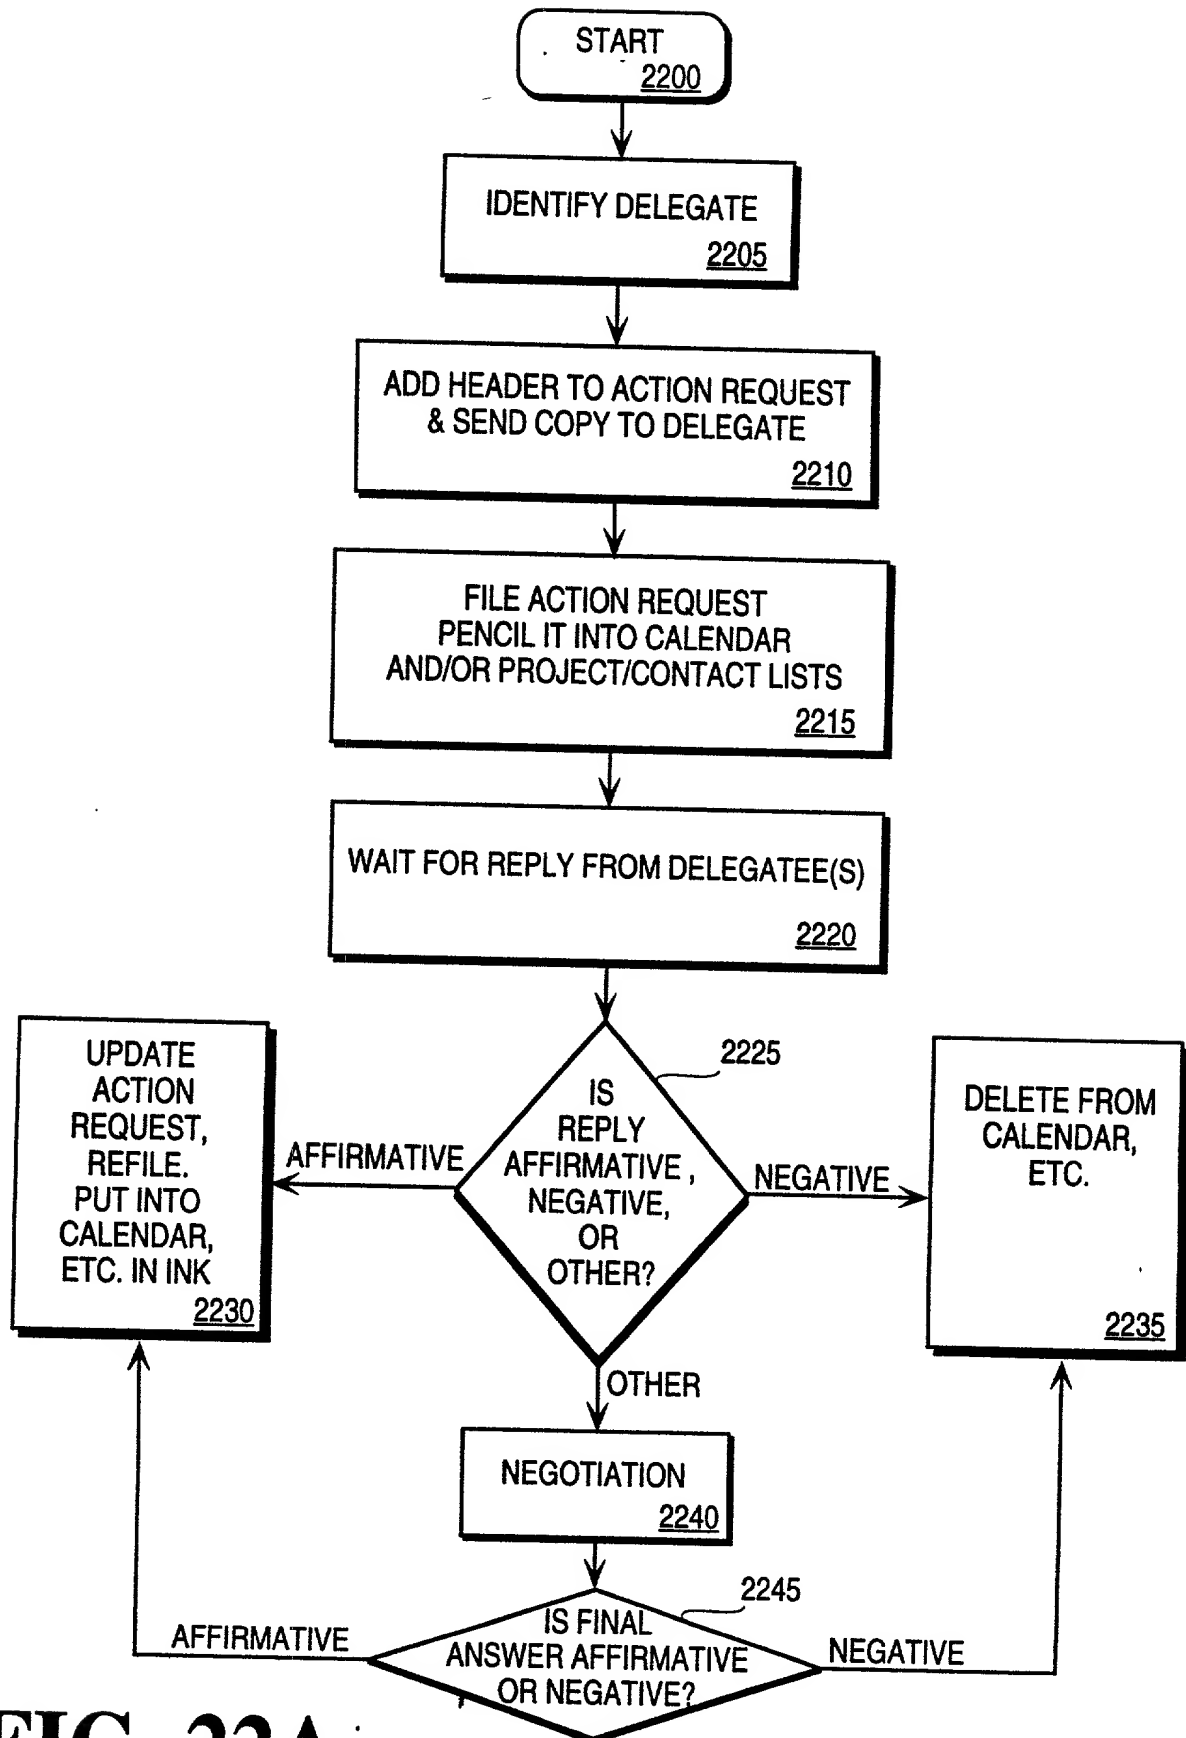 START
2200
IDENTIFY DELEGATE
2205
ADD HEADER TO ACTION REQUEST
& SEND COPY TO DELEGATE
2210
FILE ACTION REQUEST
PENCIL IT INTO CALENDAR
AND/OR PROJECT/CONTACT LISTS
2215
WAIT FOR REPLY FROM DELEGATEE(S)
2220
2225
IS
REPLY
AFFIRMATIVE,
NEGATIVE,
OR
OTHER?
AFFIRMATIVE
NEGATIVE
OTHER
UPDATE
ACTION
REQUEST,
REFILE.
PUT INTO
CALENDAR,
ETC. IN INK
2230
DELETE FROM
CALENDAR,
ETC.
2235
NEGOTIATION
2240
2245
IS FINAL
ANSWER AFFIRMATIVE
OR NEGATIVE?
AFFIRMATIVE
NEGATIVE
FIG. 22A